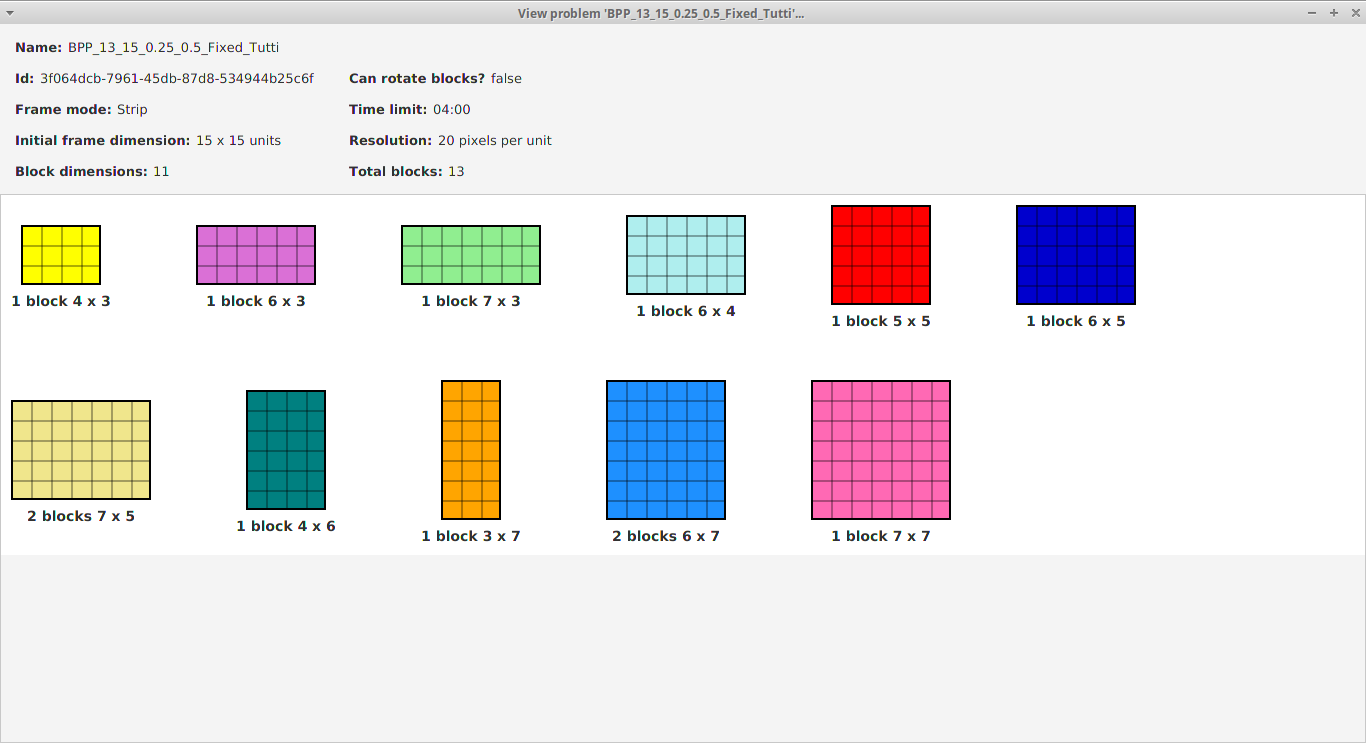 View problem 'BPP_13_15_0.25_0.5_Fixed_Tutti'...
Name: BPP_13_15_0.25_0.5_Fixed_Tutti
Id: 3f064dcb-7961-45db-87d8-534944b25c6f Can rotate blocks? false
Frame mode: Strip Time limit: 04:00
Initial frame dimension: 15 x 15 units Resolution: 20 pixels per unit
Block dimensions: 11 Total blocks: 13
1 block 4 x 3 1 block 6 x 3 1 block 7 x 3 1 block 6 x 4 1 block 5 x 5 1 block 6 x 5
2 blocks 7 x 5 1 block 4 x 6 1 block 3 x 7 2 blocks 6 x 7 1 block 7 x 7